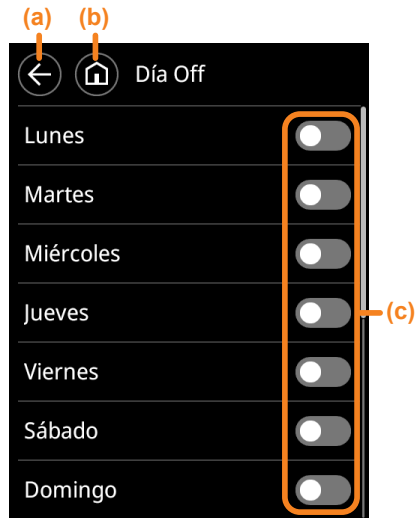 (a) (b)
Día Off
Lunes
Martes
Miércoles
Jueves
(c)
Viernes
Sábado
Domingo